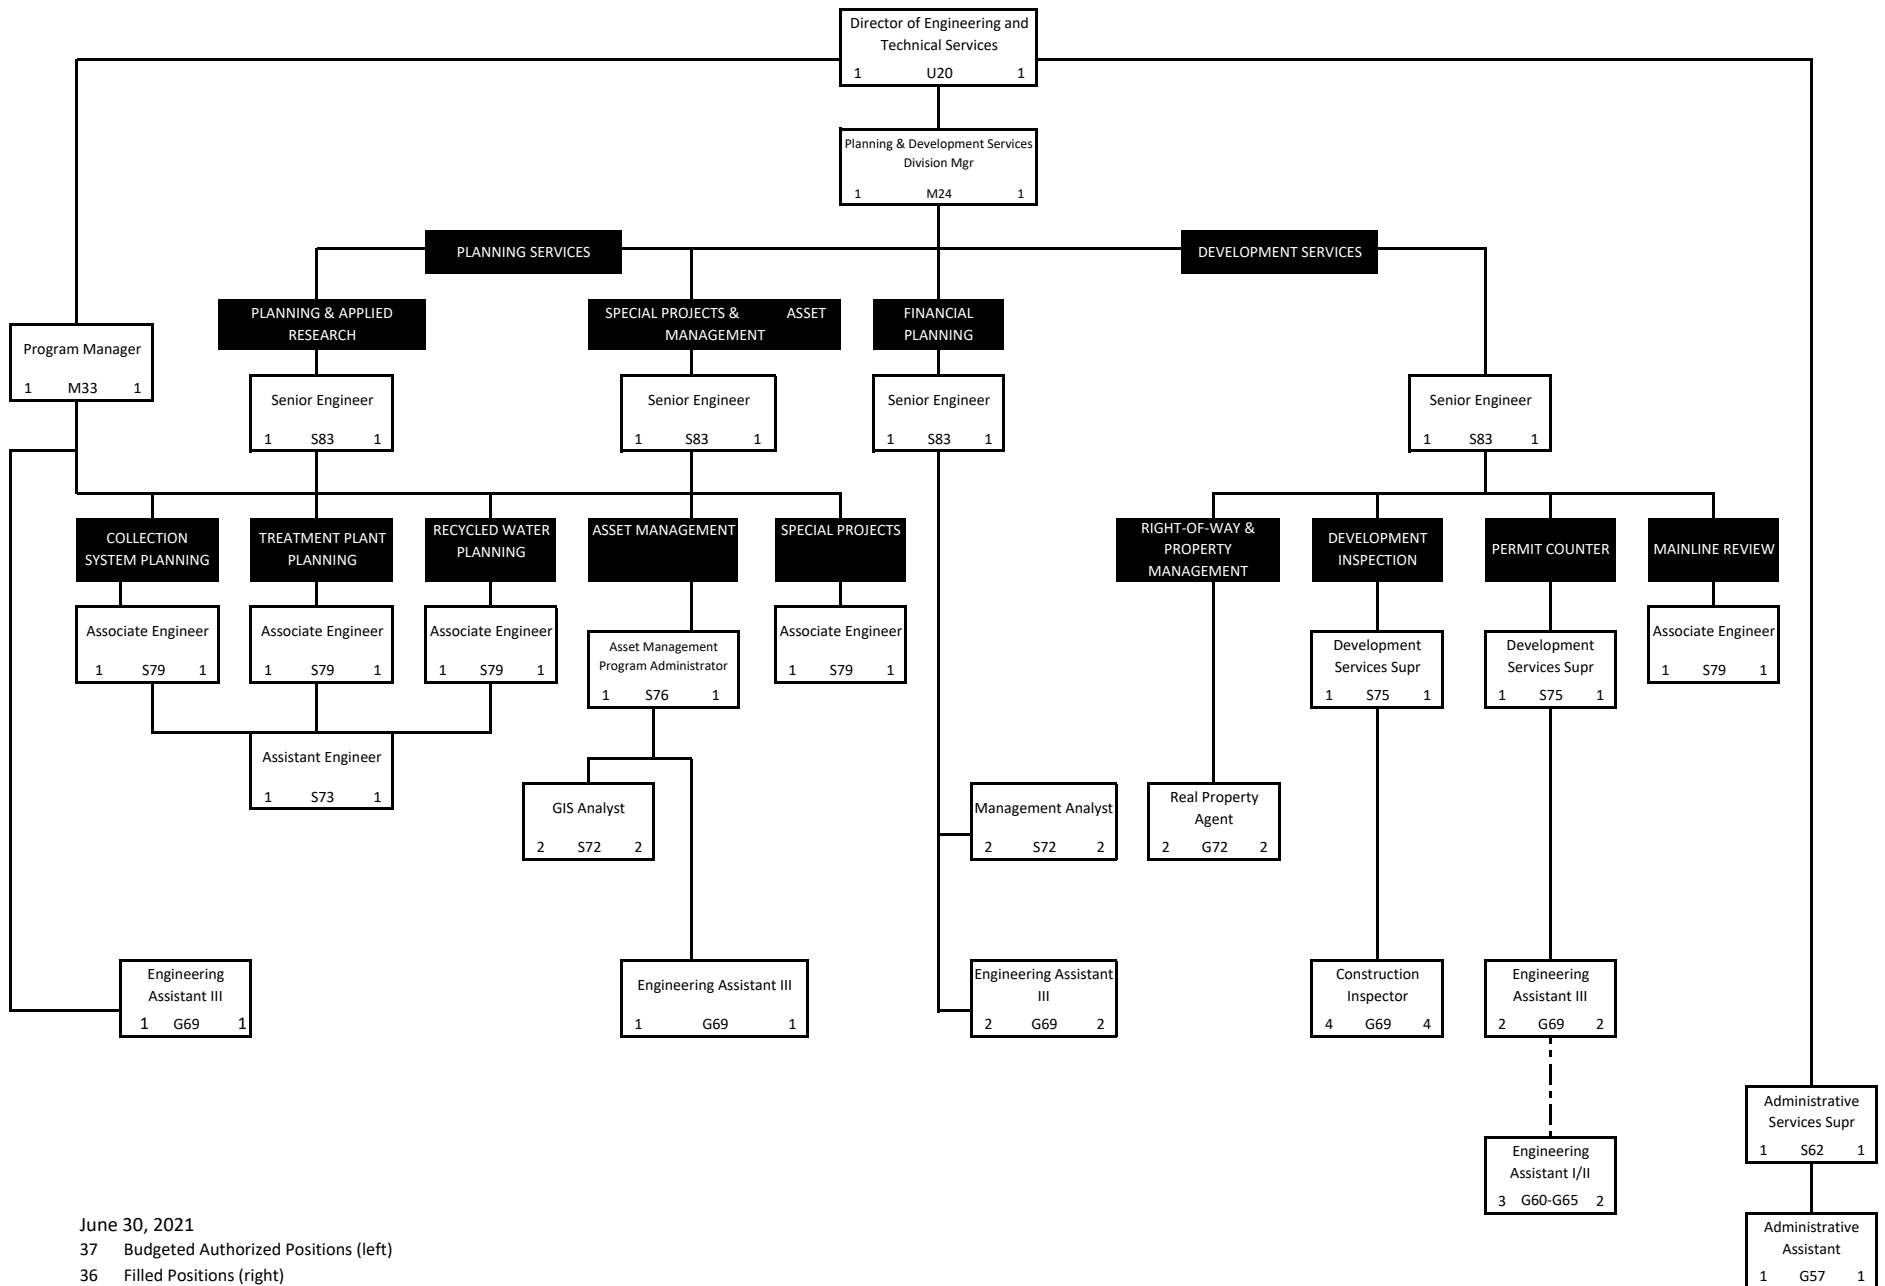 Director of Engineering and
Technical Services
1 U20 1
Planning & Development Services
Division Mgr
1 M24 1
PLANNING SERVICES
DEVELOPMENT SERVICES
PLANNING & APPLIED
RESEARCH
SPECIAL PROJECTS & ASSET
MANAGEMENT
FINANCIAL
PLANNING
Program Manager
1 M33 1
Senior Engineer
1 S83 1
Senior Engineer
1 S83 1
Senior Engineer
1 S83 1
Senior Engineer
1 S83 1
COLLECTION
SYSTEM PLANNING
TREATMENT PLANT
PLANNING
RECYCLED WATER
PLANNING
ASSET MANAGEMENT
SPECIAL PROJECTS
RIGHT-OF-WAY &
PROPERTY
MANAGEMENT
DEVELOPMENT
INSPECTION
PERMIT COUNTER
MAINLINE REVIEW
Associate Engineer
1 S79 1
Associate Engineer
1 S79 1
Associate Engineer
1 S79 1
Asset Management
Program Administrator
1 S76 1
Associate Engineer
1 S79 1
Development
Services Supr
1 S75 1
Development
Services Supr
1 S75 1
Associate Engineer
1 S79 1
Assistant Engineer
1 S73 1
GIS Analyst
2 S72 2
Management Analyst
2 S72 2
Real Property
Agent
2 G72 2
Engineering
Assistant III
1 G69 1
Engineering Assistant III
1 G69 1
Engineering Assistant
III
2 G69 2
Construction
Inspector
4 G69 4
Engineering
Assistant III
2 G69 2
Administrative
Services Supr
1 S62 1
Engineering
Assistant I/II
3 G60-G65 2
Administrative
Assistant
1 G57 1
June 30, 2021
37 Budgeted Authorized Positions (left)
36 Filled Positions (right)